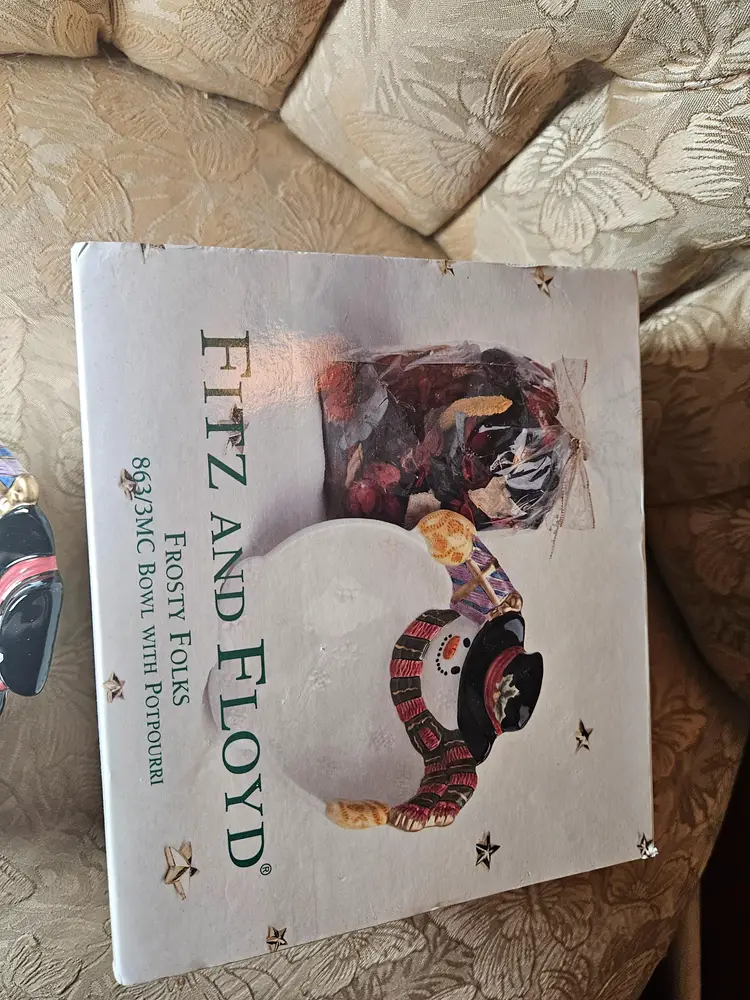 FITZ AND FLOYD®
FROSTY FOLKS
863/3MC BOWL WITH POTPOURRI